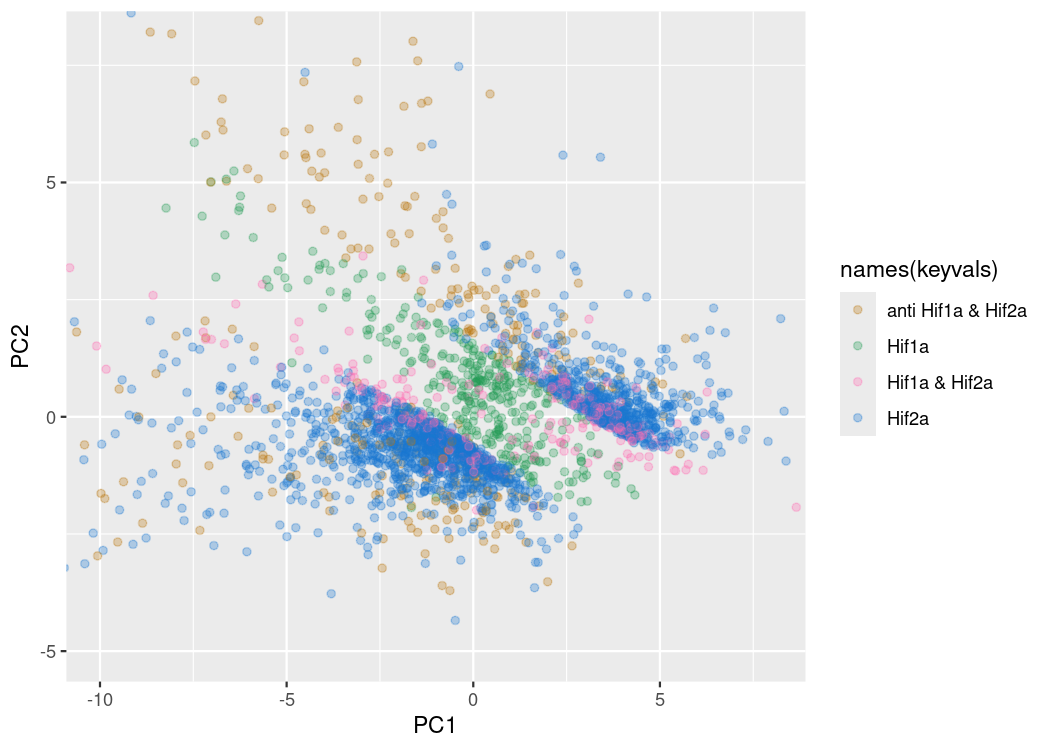 names(keyvals)
anti Hif1a & Hif2a
Hif1a
Hif1a & Hif2a
Hif2a
PC2
5
0
-5
-10
-5
0
5
PC1